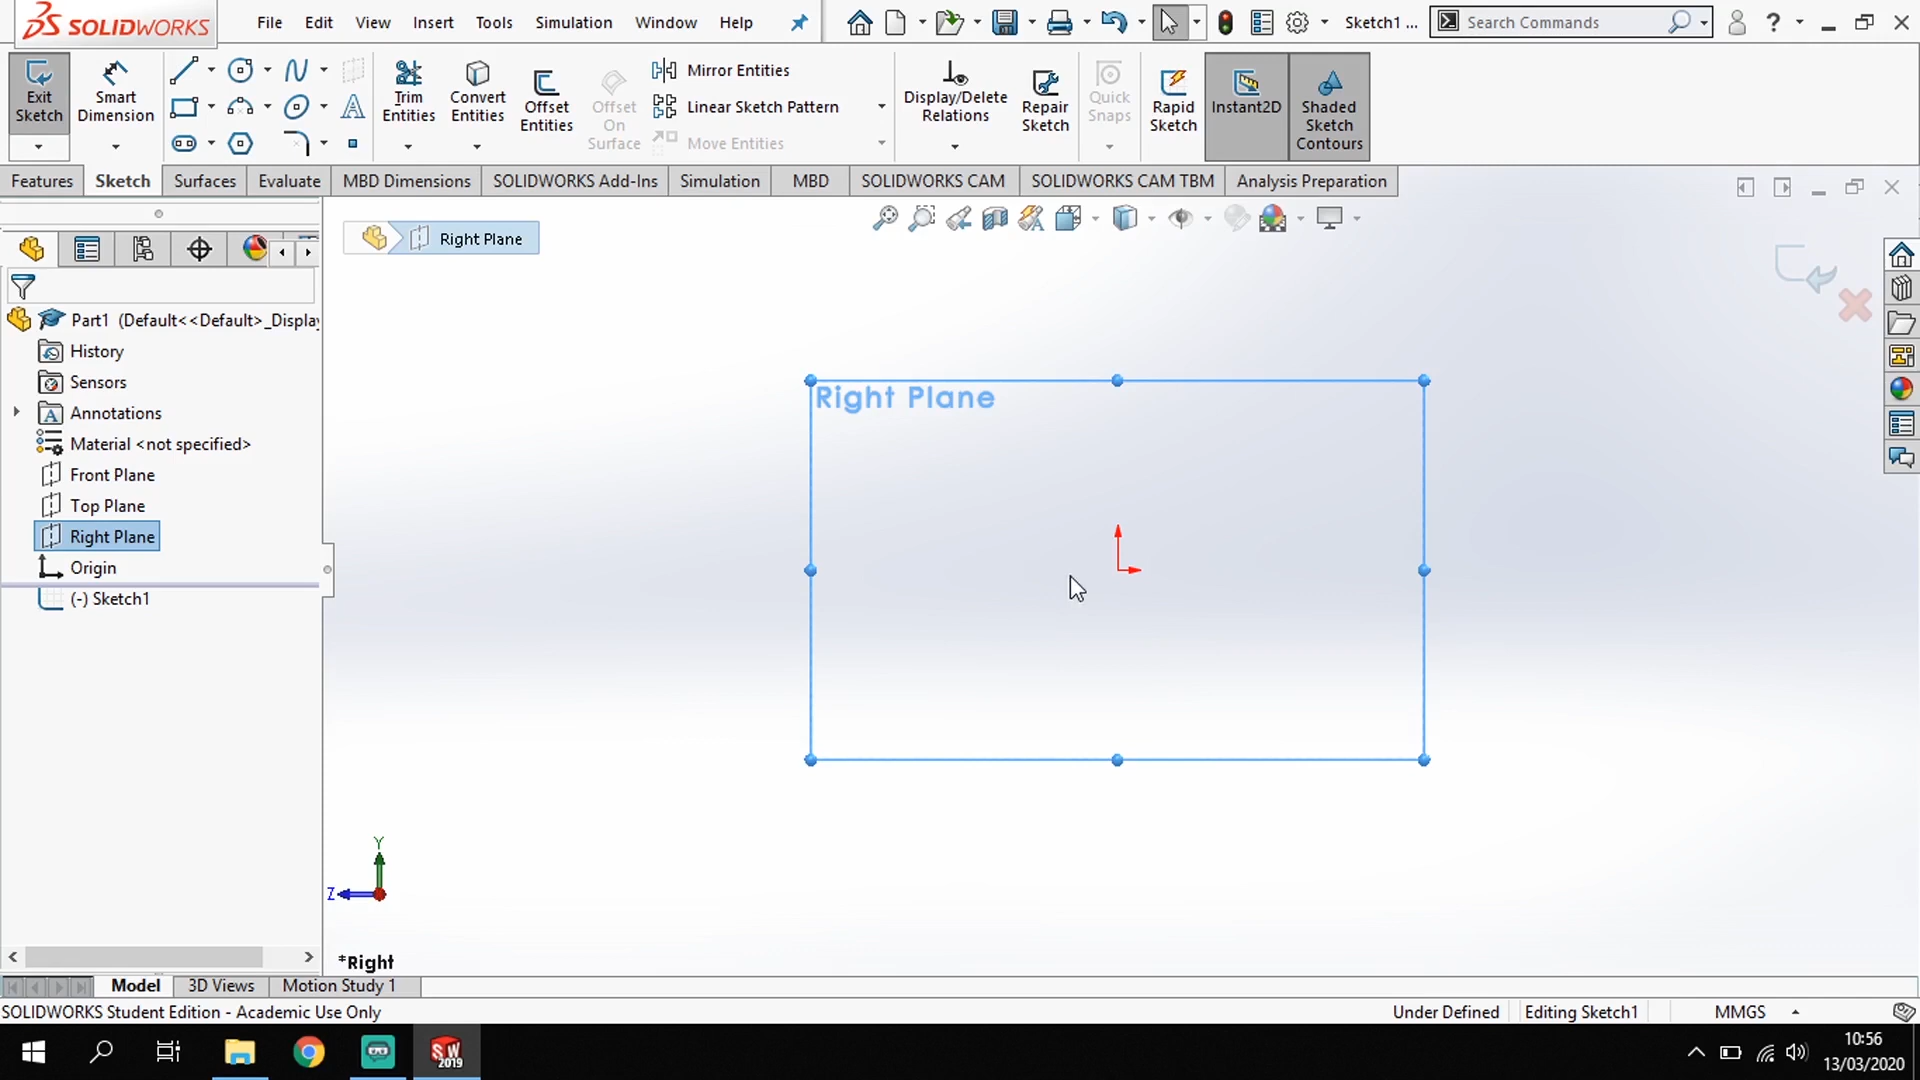 SOLIDWORKS
File Edit View Insert Tools Simulation Window Help
Sketch1 ...
Search Commands
Exit Sketch
Smart Dimension
Trim Entities
Convert Entities
Offset Entities
Offset On Surface
Mirror Entities
Linear Sketch Pattern
Move Entities
Display/Delete Relations
Repair Sketch
Quick Snaps
Rapid Sketch
Instant2D
Shaded Sketch Contours
Features Sketch Surfaces Evaluate MBD Dimensions SOLIDWORKS Add-Ins Simulation MBD SOLIDWORKS CAM SOLIDWORKS CAM TBM Analysis Preparation
Right Plane
Part1 (Default<<Default>_Display
History
Sensors
Annotations
Material <not specified>
Front Plane
Top Plane
Right Plane
Origin
(-) Sketch1
Right Plane
Y
Z
*Right
Model 3D Views Motion Study 1
SOLIDWORKS Student Edition - Academic Use Only
Under Defined Editing Sketch1 MMGS
SW 2019
10:56
13/03/2020